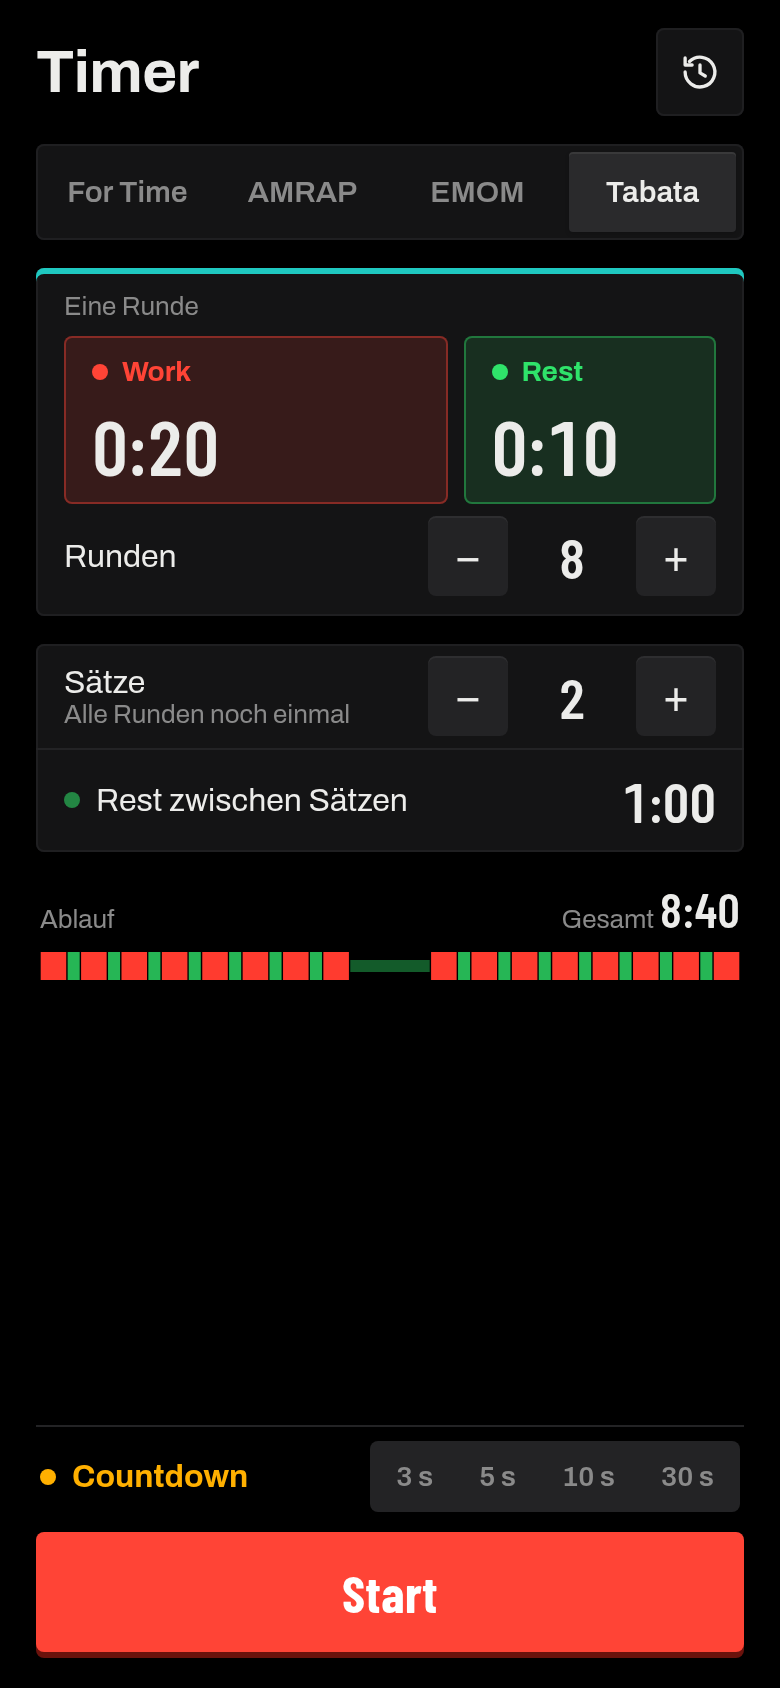 Timer
For Time AMRAP EMOM Tabata
Eine Runde
Work Rest
0:20 0:10
Runden − 8 +
Sätze − 2 +
Alle Runden noch einmal
Rest zwischen Sätzen 1:00
Ablauf Gesamt 8:40
Countdown 3 s 5 s 10 s 30 s
Start